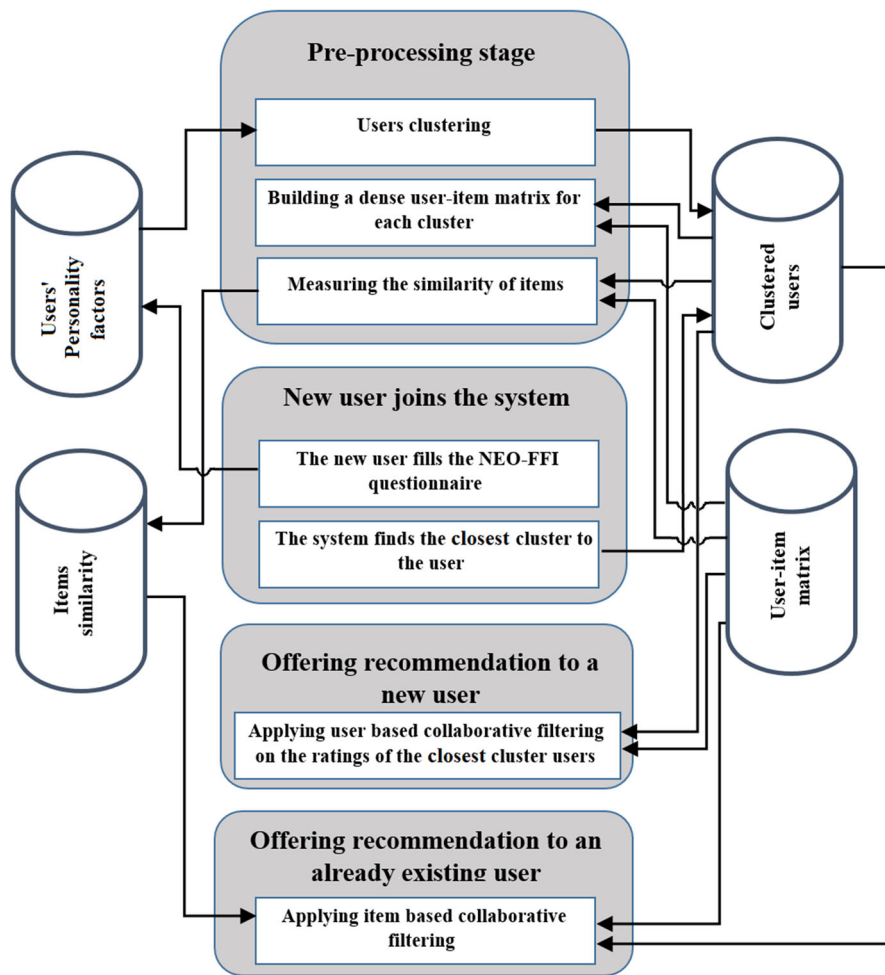 Pre-processing stage
Users clustering
Building a dense user-item matrix for
each cluster
Measuring the similarity of items
Users'
Personality
factors
Clustered
users
New user joins the system
The new user fills the NEO-FFI
questionnaire
The system finds the closest cluster to
the user
Items
similarity
User-item
matrix
Offering recommendation to a
new user
Applying user based collaborative filtering
on the ratings of the closest cluster users
Offering recommendation to an
already existing user
Applying item based collaborative
filtering